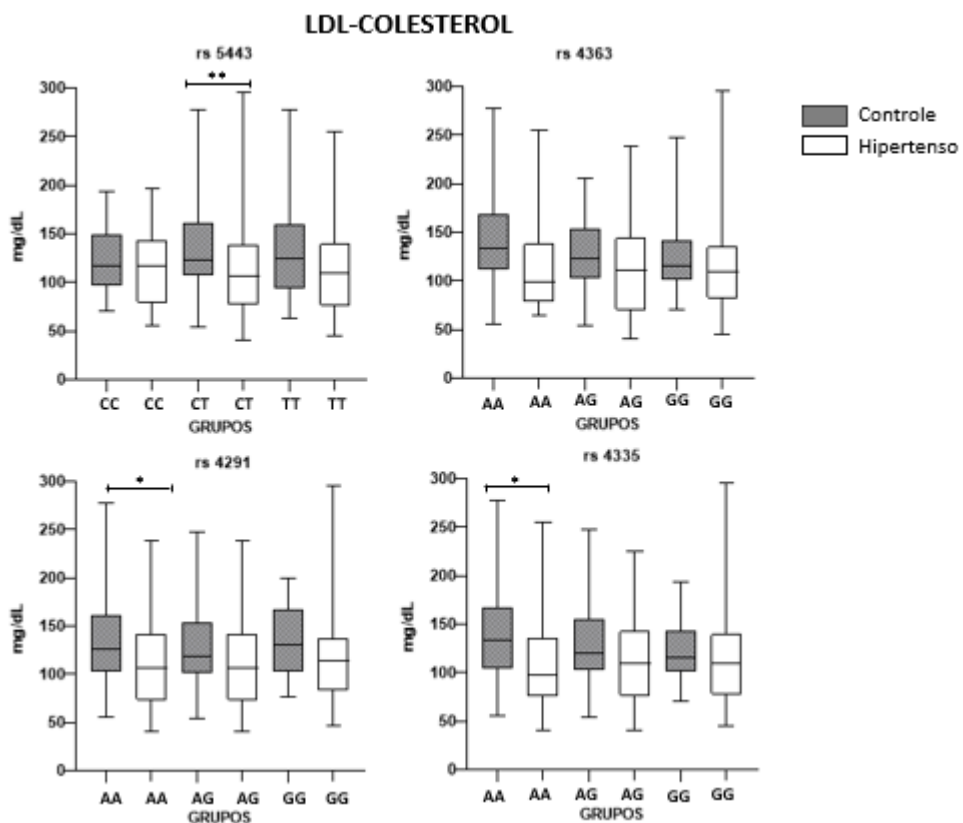 LDL-COLESTEROL
rs 5443
**
300
250
200
150
100
50
0
mg/dL
CC CC CT CT TT TT
GRUPOS
rs 4363
300
250
200
150
100
50
0
mg/dL
AA AA AG AG GG GG
GRUPOS
Controle
Hipertenso
rs 4291
*
300
250
200
150
100
50
0
mg/dL
AA AA AG AG GG GG
GRUPOS
rs 4335
*
300
250
200
150
100
50
0
mg/dL
AA AA AG AG GG GG
GRUPOS